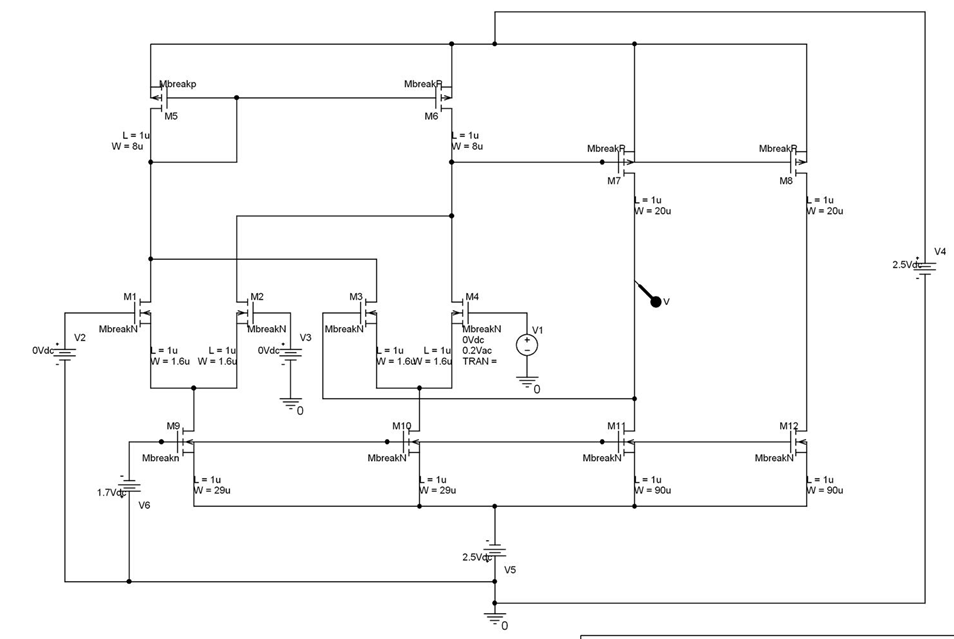 Mbreakp
M5
L = 1u
W = 8u
MbreakP
M6
L = 1u
W = 8u
MbreakP
M7
L = 1u
W = 20u
MbreakP
M8
L = 1u
W = 20u
V4
2.5Vdc
M1
MbreakN
L = 1u
W = 1.6u
V2
0Vdc
M2
MbreakN
L = 1u
W = 1.6u
V3
0Vdc
0
M3
MbreakN
L = 1u
W = 1.6u
M4
MbreakN
L = 1u
W = 1.6u
V1
0Vdc
0.2Vac
TRAN =
0
V
M9
Mbreakn
L = 1u
W = 29u
M10
MbreakN
L = 1u
W = 29u
M11
MbreakN
L = 1u
W = 90u
M12
MbreakN
L = 1u
W = 90u
1.7Vdc
V6
2.5Vdc
V5
0